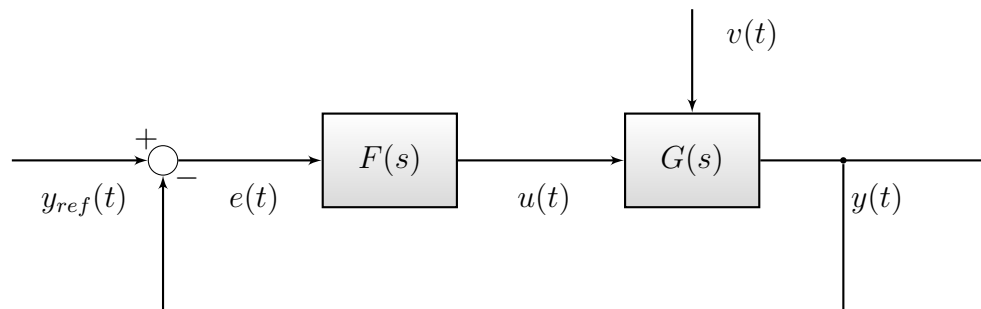 v(t)
+
F(s)
G(s)
−
y_{ref}(t)
e(t)
u(t)
y(t)